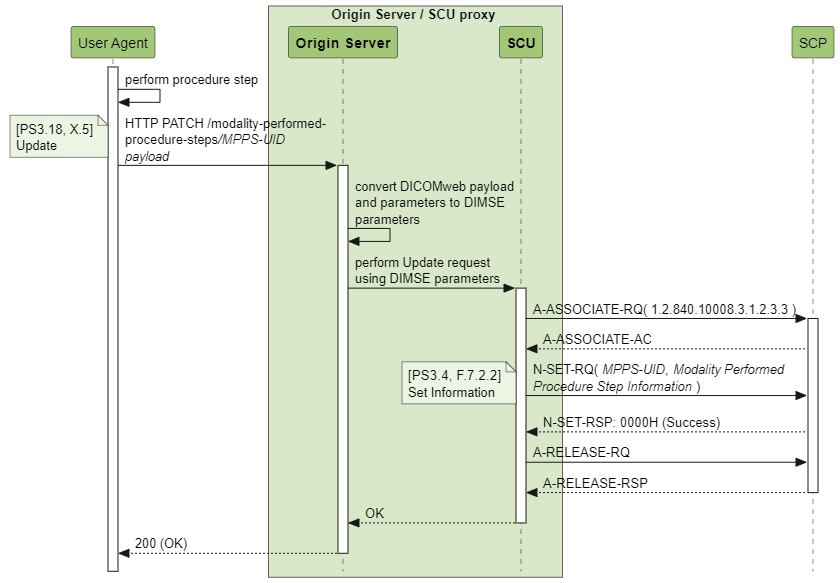 Origin Server / SCU proxy
User Agent
Origin Server
SCU
SCP
perform procedure step
[PS3.18, X.5]
Update
HTTP PATCH /modality-performed-
procedure-steps/MPPS-UID
payload
convert DICOMweb payload
and parameters to DIMSE
parameters
perform Update request
using DIMSE parameters
A-ASSOCIATE-RQ( 1.2.840.10008.3.1.2.3.3 )
A-ASSOCIATE-AC
[PS3.4, F.7.2.2]
Set Information
N-SET-RQ( MPPS-UID, Modality Performed
Procedure Step Information )
N-SET-RSP: 0000H (Success)
A-RELEASE-RQ
A-RELEASE-RSP
OK
200 (OK)